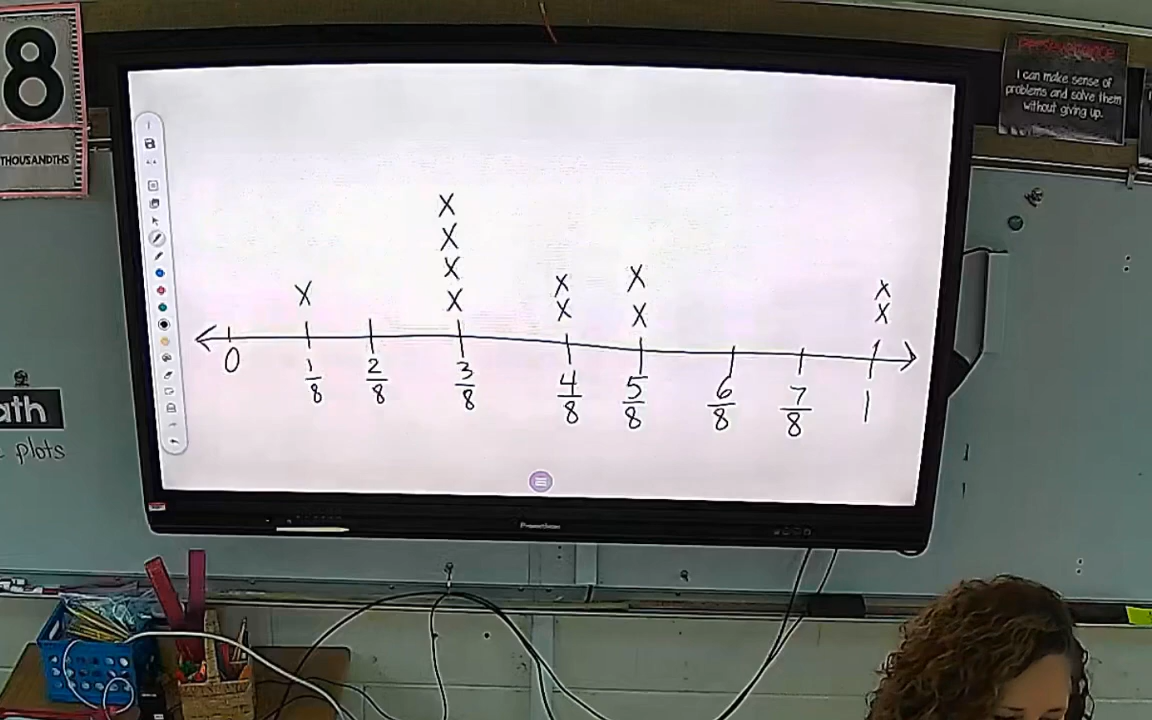 8
THOUSANDTHS
Perseverance
I can make sense of
problems and solve them
without giving up.
X
X
X
X X X X
X X X X X
0 1/8 2/8 3/8 4/8 5/8 6/8 7/8 1
ath
plots
Promethean